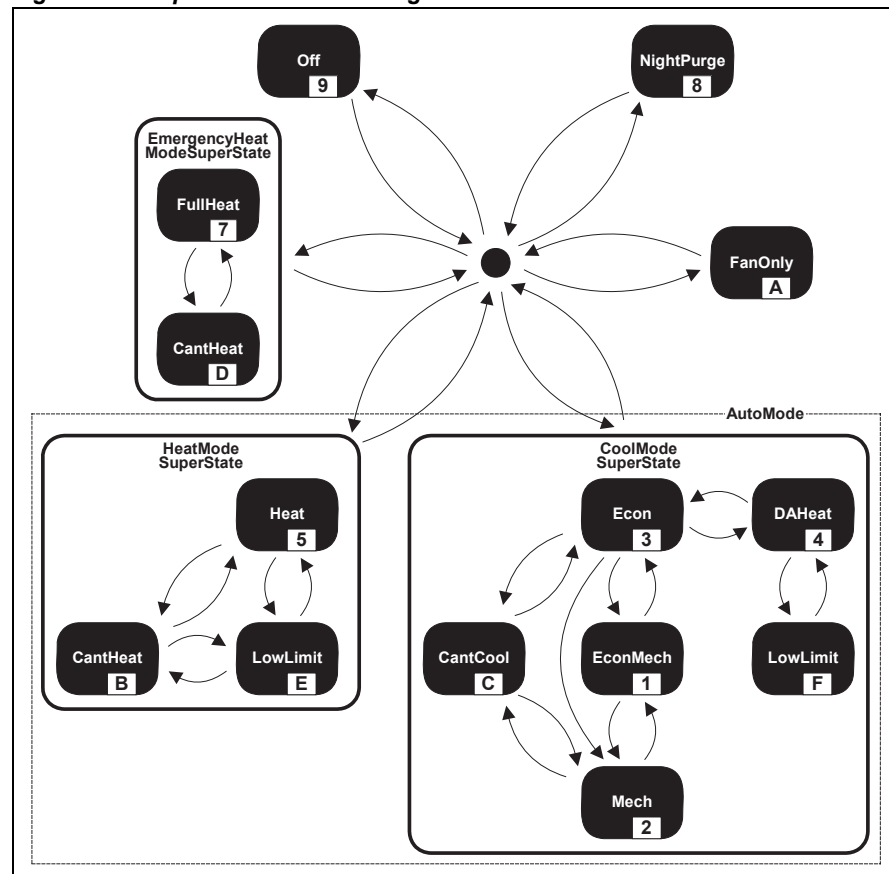 Off
9
NightPurge
8
EmergencyHeat
ModeSuperState
FullHeat
7
CantHeat
D
FanOnly
A
AutoMode
HeatMode
SuperState
Heat
5
CantHeat
B
LowLimit
E
CoolMode
SuperState
Econ
3
DAHeat
4
CantCool
C
EconMech
1
LowLimit
F
Mech
2